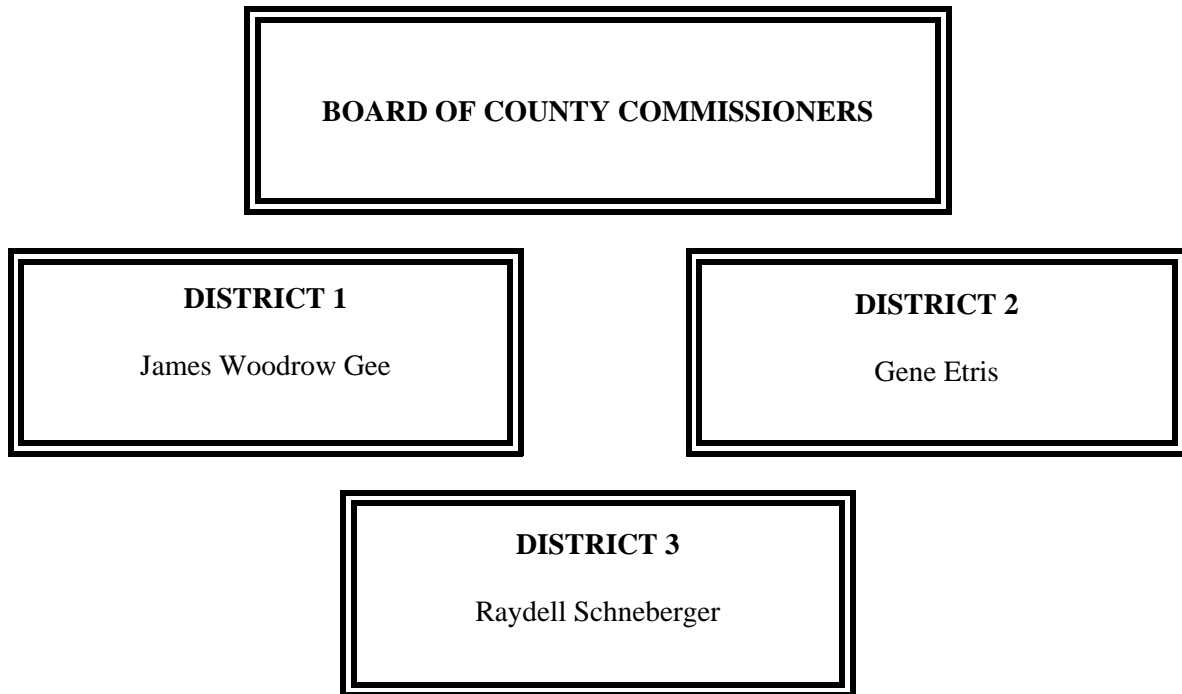 BOARD OF COUNTY COMMISSIONERS
DISTRICT 1
James Woodrow Gee
DISTRICT 2
Gene Etris
DISTRICT 3
Raydell Schneberger